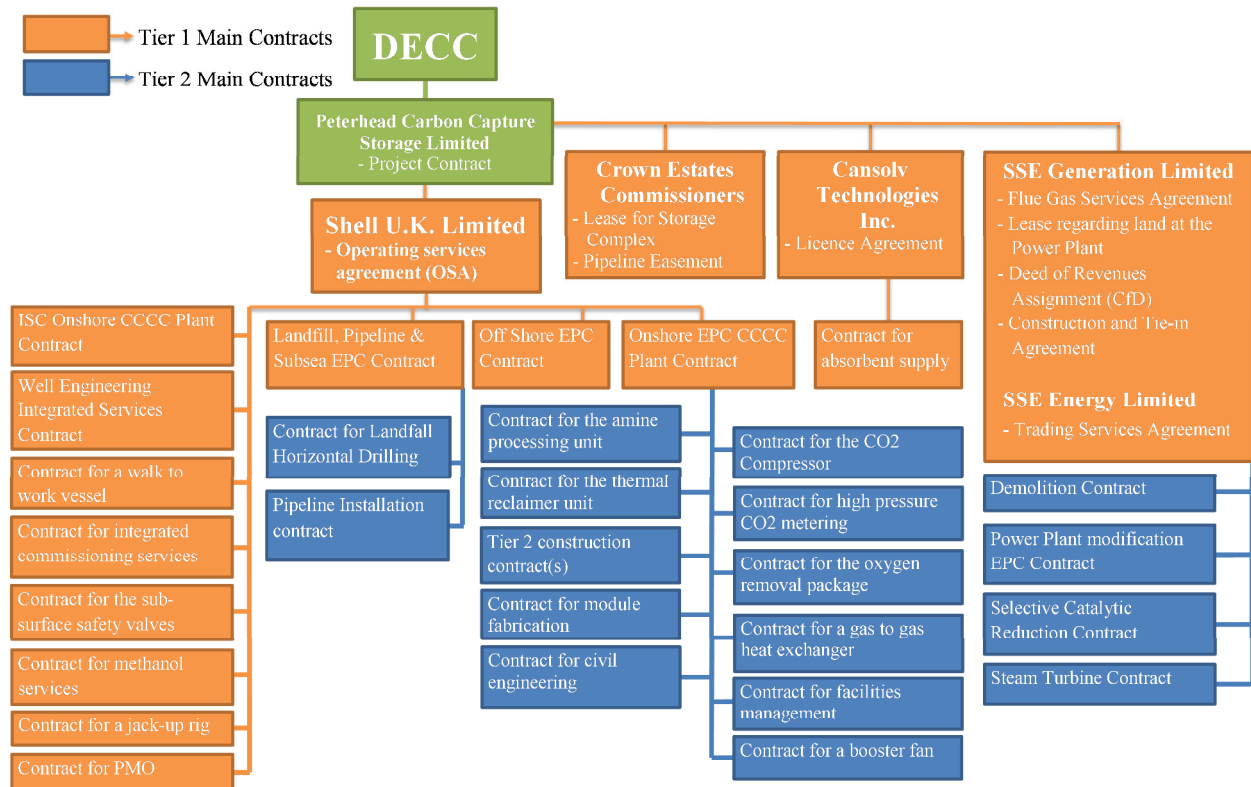 Tier 1 Main Contracts
Tier 2 Main Contracts
DECC
Peterhead Carbon Capture
Storage Limited
- Project Contract
Shell U.K. Limited
- Operating services
agreement (OSA)
Crown Estates
Commissioners
- Lease for Storage
Complex
- Pipeline Easement
Cansolv
Technologies
Inc.
- Licence Agreement
SSE Generation Limited
- Flue Gas Services Agreement
- Lease regarding land at the
Power Plant
- Deed of Revenues
Assignment (CfD)
- Construction and Tie-in
Agreement
SSE Energy Limited
- Trading Services Agreement
ISC Onshore CCCC Plant
Contract
Well Engineering
Integrated Services
Contract
Contract for a walk to
work vessel
Contract for integrated
commissioning services
Contract for the sub-
surface safety valves
Contract for methanol
services
Contract for a jack-up rig
Contract for PMO
Landfill, Pipeline &
Subsea EPC Contract
Off Shore EPC
Contract
Onshore EPC CCCC
Plant Contract
Contract for
absorbent supply
Contract for Landfall
Horizontal Drilling
Pipeline Installation
contract
Contract for the amine
processing unit
Contract for the thermal
reclaimer unit
Tier 2 construction
contract(s)
Contract for module
fabrication
Contract for civil
engineering
Contract for the CO2
Compressor
Contract for high pressure
CO2 metering
Contract for the oxygen
removal package
Contract for a gas to gas
heat exchanger
Contract for facilities
management
Contract for a booster fan
Demolition Contract
Power Plant modification
EPC Contract
Selective Catalytic
Reduction Contract
Steam Turbine Contract